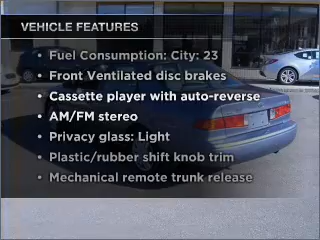 VEHICLE FEATURES
• Fuel Consumption: City: 23
• Front Ventilated disc brakes
• Cassette player with auto-reverse
• AM/FM stereo
• Privacy glass: Light
• Plastic/rubber shift knob trim
• Mechanical remote trunk release